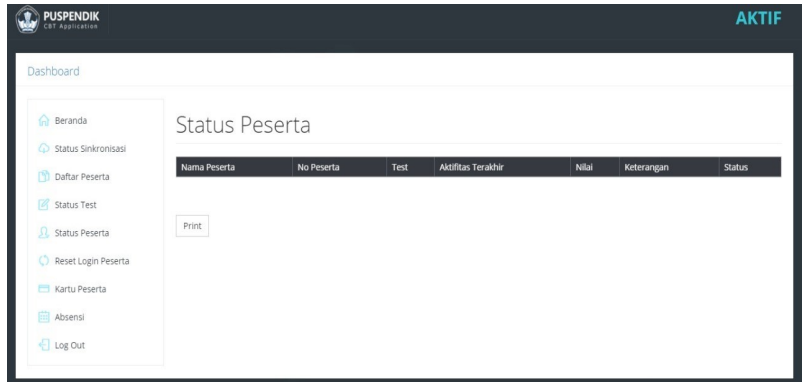 PUSPENDIK
CBT Application
AKTIF
Dashboard
Beranda
Status Sinkronisasi
Daftar Peserta
Status Test
Status Peserta
Reset Login Peserta
Kartu Peserta
Absensi
Log Out
Status Peserta
Nama Peserta No Peserta Test Aktifitas Terakhir Nilai Keterangan Status
Print